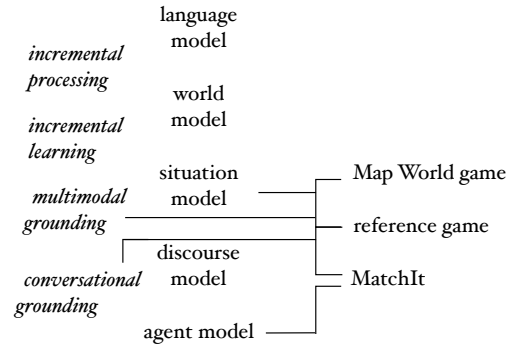 language
model
incremental
processing
world
model
incremental
learning
situation
model
Map World game
multimodal
grounding
reference game
discourse
model
conversational
grounding
MatchIt
agent model